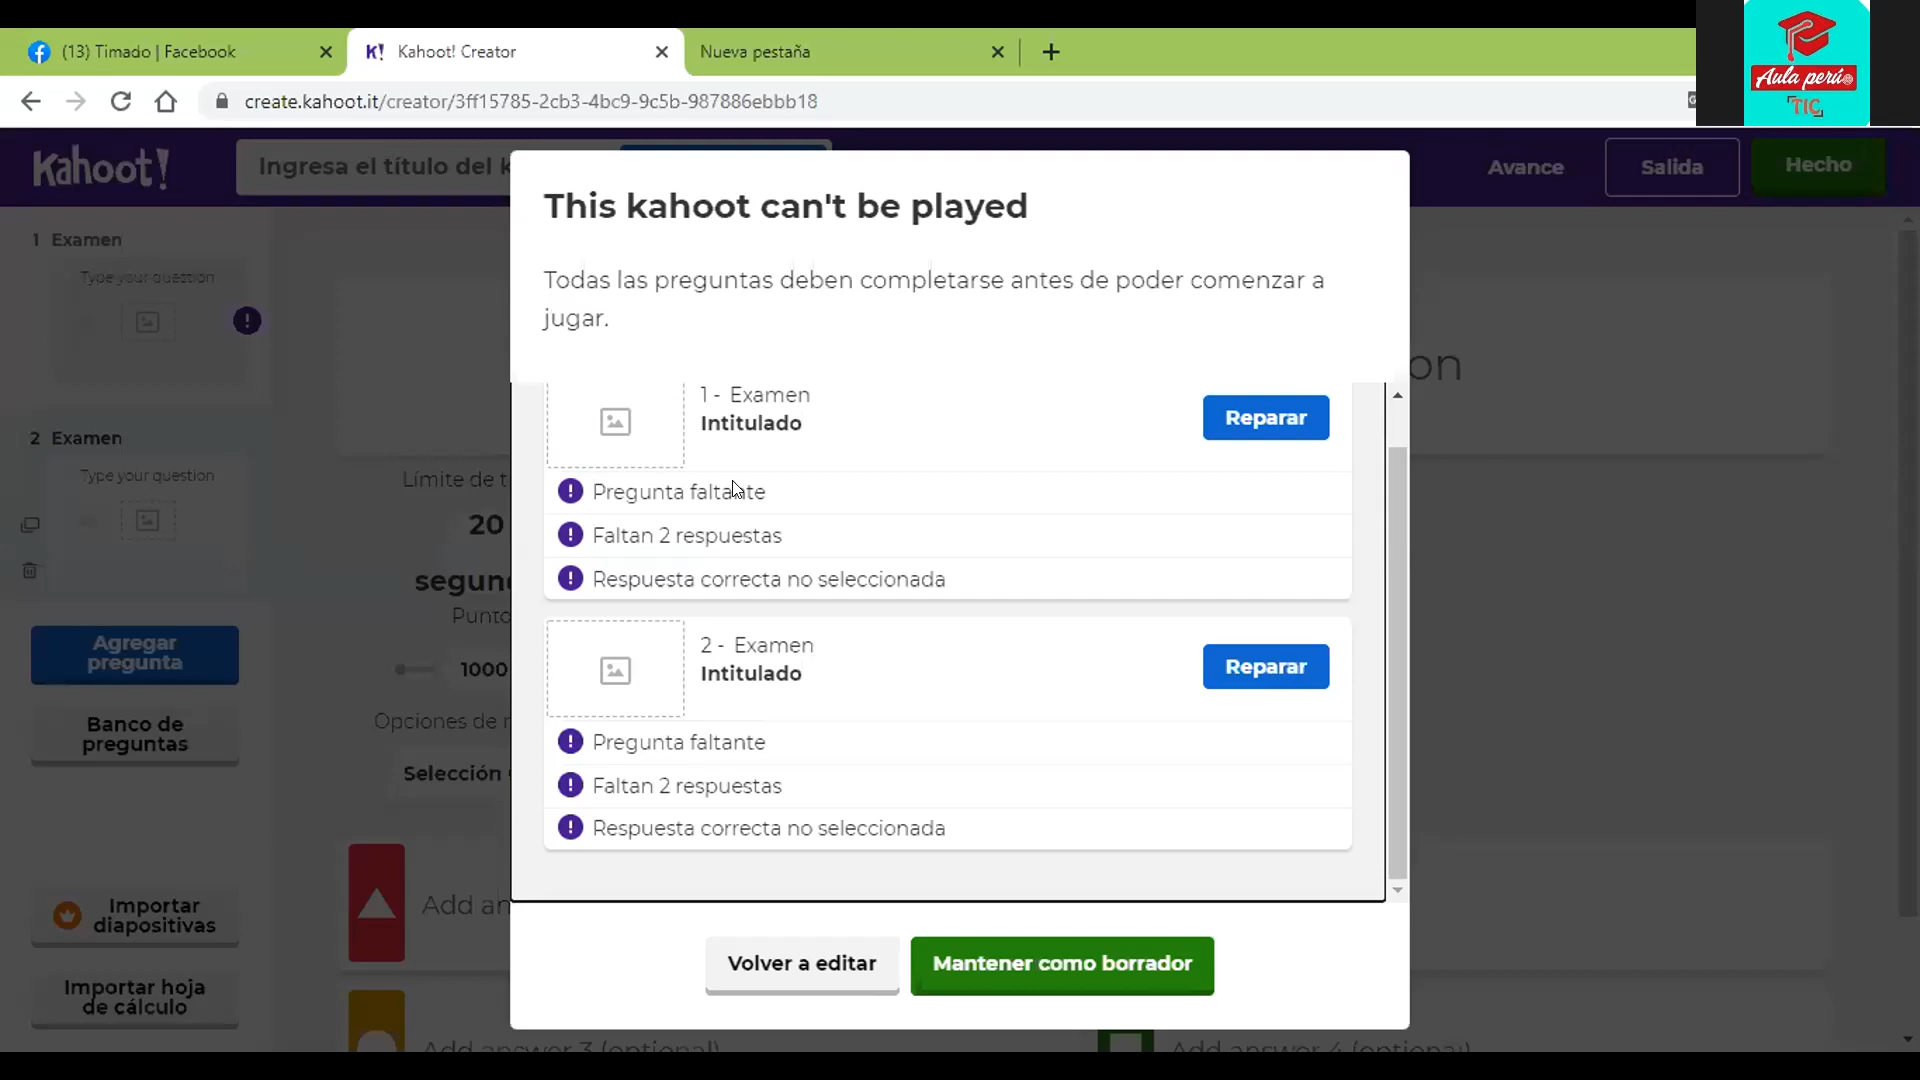 (13) Timado | Facebook
K! Kahoot! Creator
Nueva pestaña
create.kahoot.it/creator/3ff15785-2cb3-4bc9-9c5b-987886ebbb18
Aula perú
TIC
Kahoot!
Ingresa el título del k
Avance
Salida
Hecho
This kahoot can't be played
Todas las preguntas deben completarse antes de poder comenzar a
jugar.
1 Examen
Type your question
2 Examen
Type your question
Agregar
pregunta
Banco de
preguntas
Importar
diapositivas
Importar hoja
de cálculo
Límite de t
20
segun
Punto
1000
Opciones de r
Selección
Add an
Add answer 3 (optional)
Add answer 4 (optional)
on
1 - Examen
Intitulado
Reparar
Pregunta faltante
Faltan 2 respuestas
Respuesta correcta no seleccionada
2 - Examen
Intitulado
Reparar
Pregunta faltante
Faltan 2 respuestas
Respuesta correcta no seleccionada
Volver a editar
Mantener como borrador